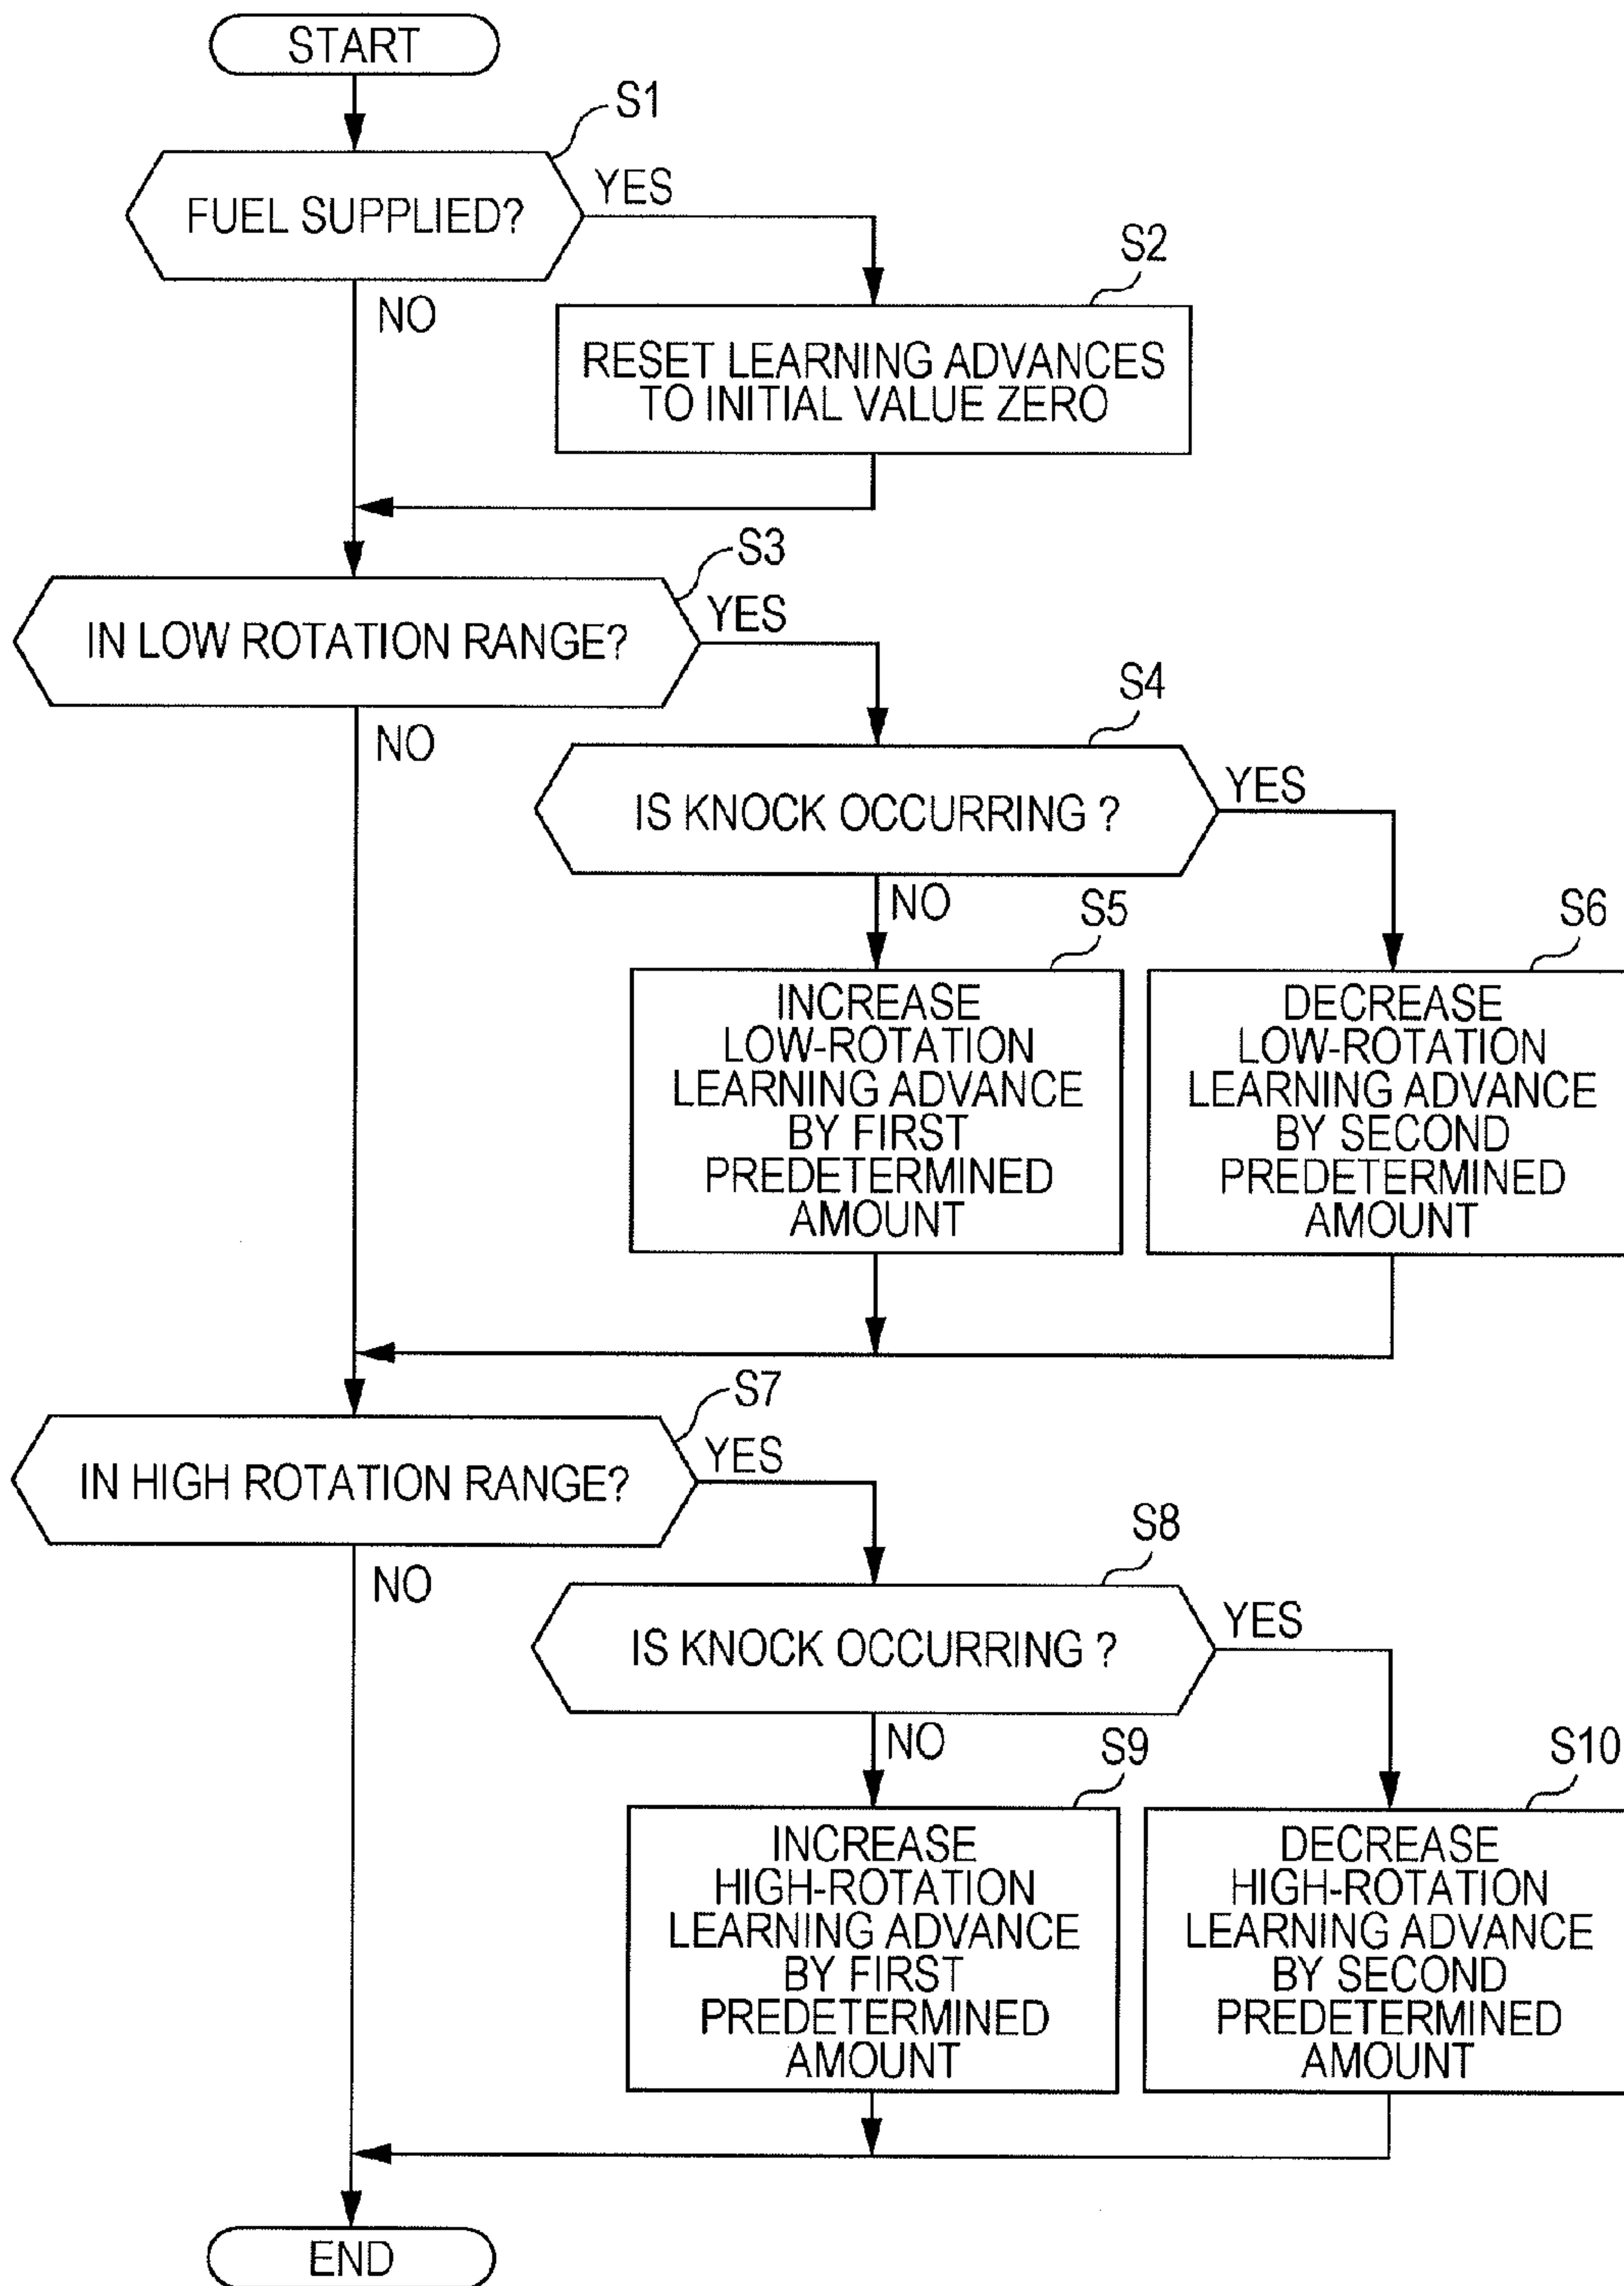 START
S1
FUEL SUPPLIED?
YES
NO
S2
RESET LEARNING ADVANCES
TO INITIAL VALUE ZERO
S3
IN LOW ROTATION RANGE?
YES
NO
S4
IS KNOCK OCCURRING ?
YES
NO
S5
INCREASE
LOW-ROTATION
LEARNING ADVANCE
BY FIRST
PREDETERMINED
AMOUNT
S6
DECREASE
LOW-ROTATION
LEARNING ADVANCE
BY SECOND
PREDETERMINED
AMOUNT
S7
IN HIGH ROTATION RANGE?
YES
NO
S8
IS KNOCK OCCURRING ?
YES
NO
S9
INCREASE
HIGH-ROTATION
LEARNING ADVANCE
BY FIRST
PREDETERMINED
AMOUNT
S10
DECREASE
HIGH-ROTATION
LEARNING ADVANCE
BY SECOND
PREDETERMINED
AMOUNT
END